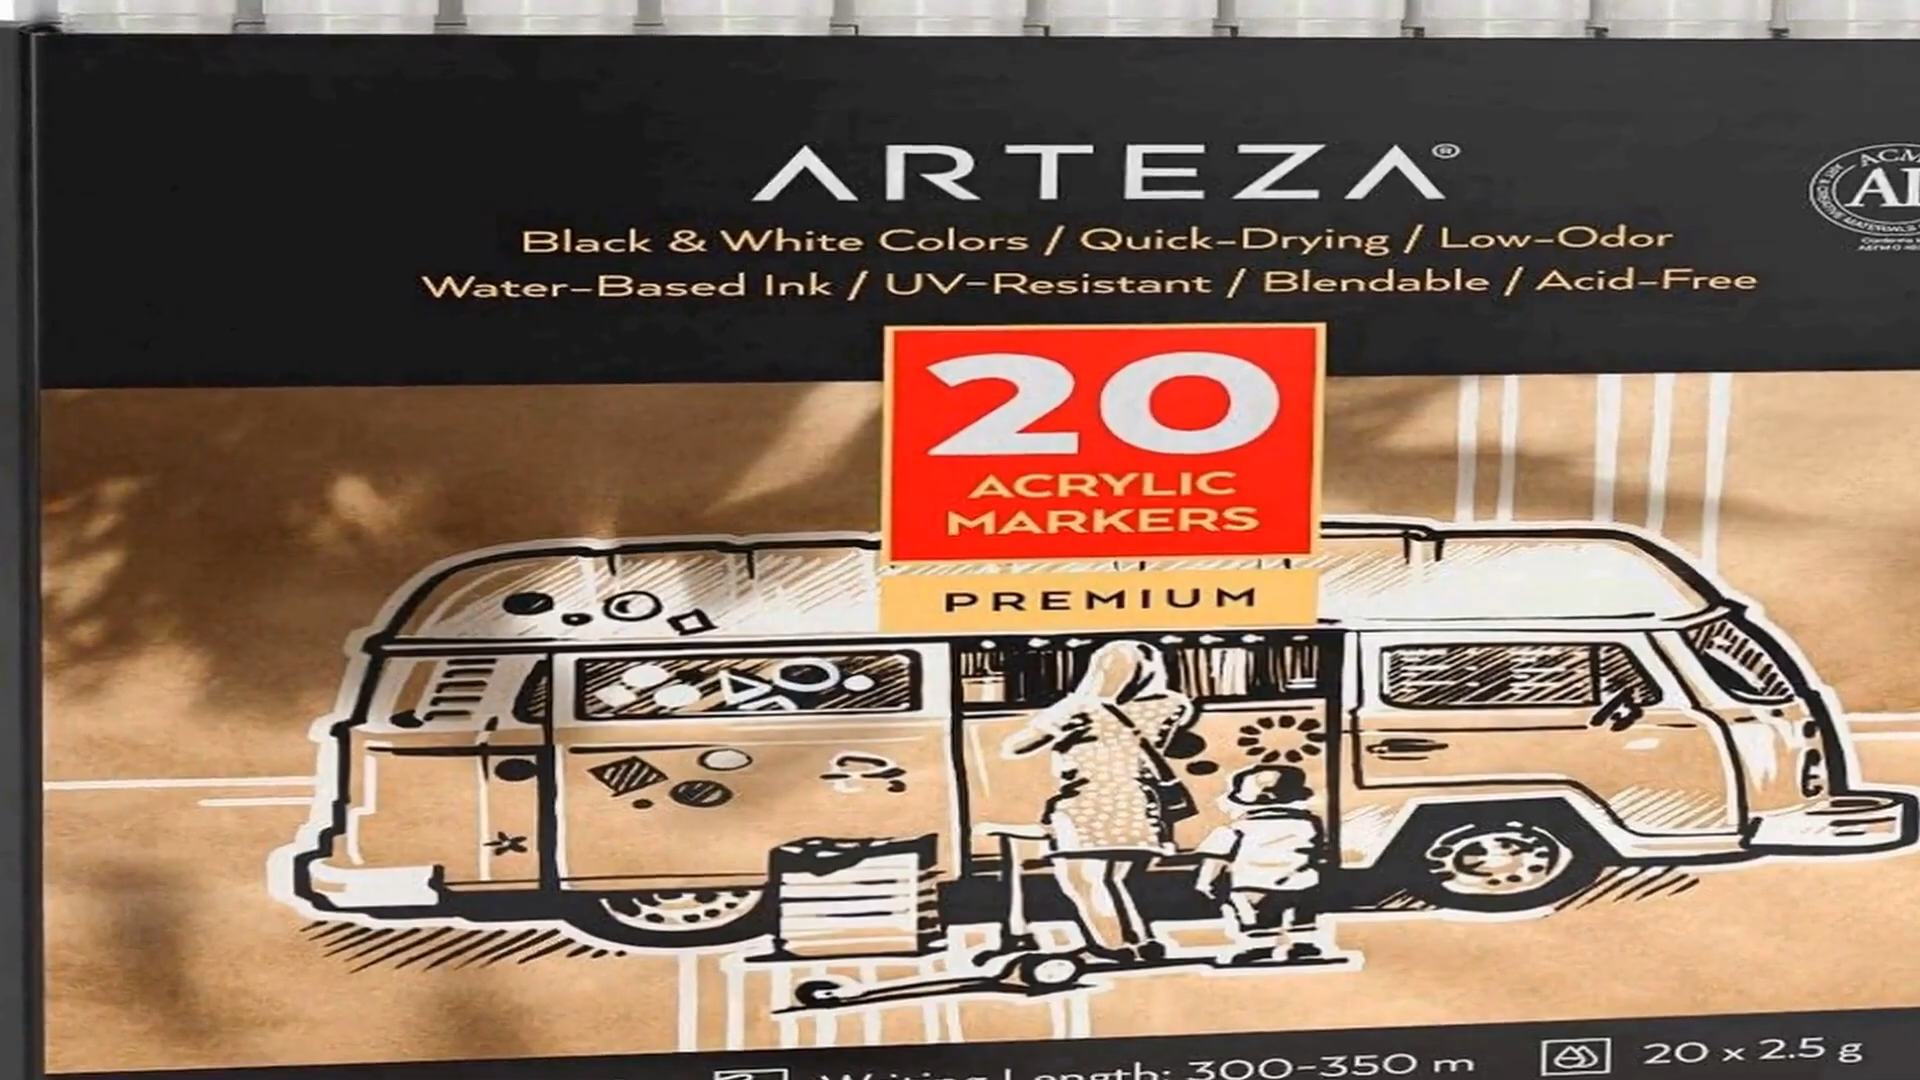 ARTEZA®
Black & White Colors / Quick-Drying / Low-Odor
Water-Based Ink / UV-Resistant / Blendable / Acid-Free
20
ACRYLIC
MARKERS
PREMIUM
Writing Length: 300-350 m
20 x 2.5 g